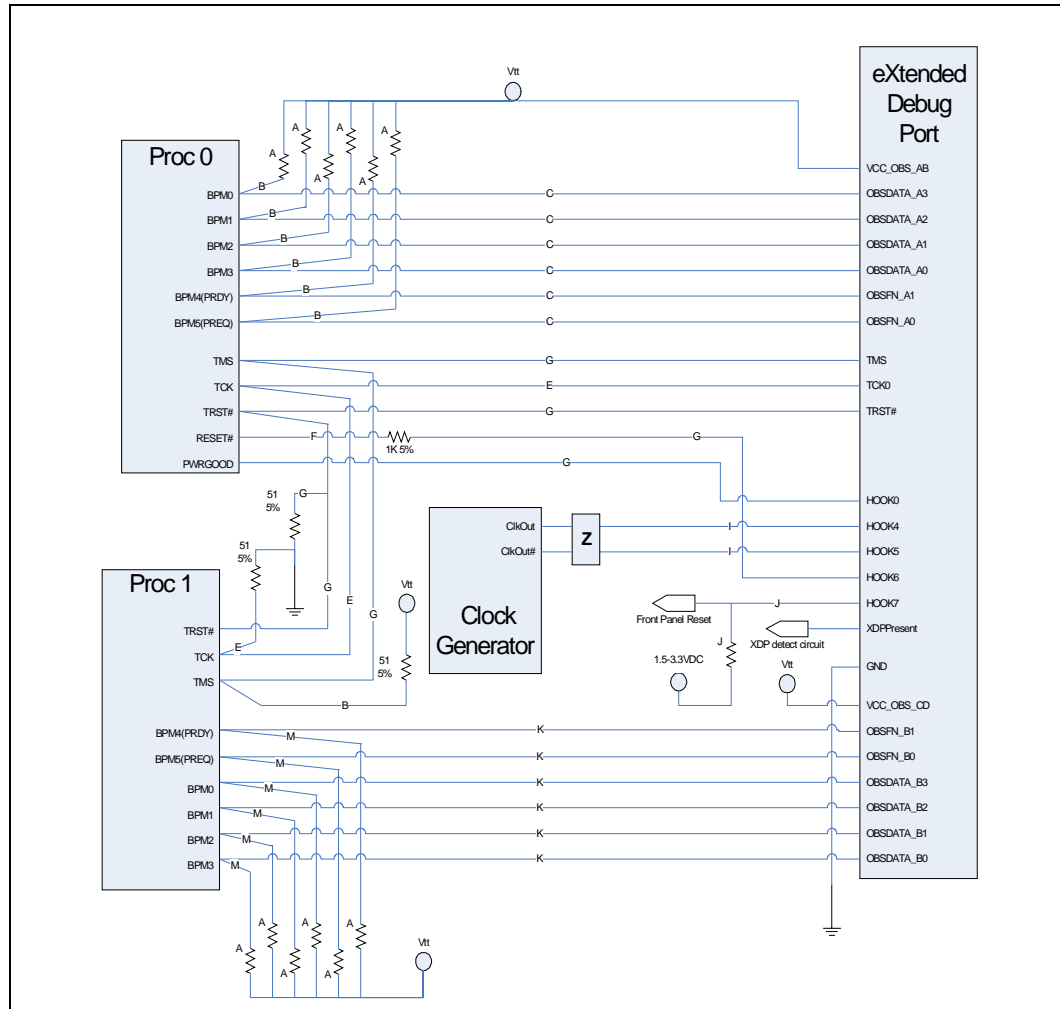 Vtt
eXtended
Debug
Port
A
A
A
A
A
A
Proc 0
VCC_OBS_AB
BPM0
B
C
OBSDATA_A3
BPM1
B
C
OBSDATA_A2
BPM2
B
C
OBSDATA_A1
BPM3
B
C
OBSDATA_A0
BPM4(PRDY)
B
C
OBSFN_A1
BPM5(PREQ)
B
C
OBSFN_A0
TMS
G
TMS
TCK
E
TCK0
TRST#
G
TRST#
RESET#
F
1K 5%
G
PWRGOOD
G
51
5%
G
HOOK0
ClkOut
Z
I
HOOK4
ClkOut#
I
HOOK5
51
5%
HOOK6
Proc 1
G
E
G
Vtt
Clock
Generator
Front Panel Reset
J
HOOK7
TRST#
J
XDP detect circuit
XDPPresent
E
TCK
51
5%
1.5-3.3VDC
Vtt
GND
TMS
B
VCC_OBS_CD
BPM4(PRDY)
M
K
OBSFN_B1
BPM5(PREQ)
M
K
OBSFN_B0
BPM0
M
K
OBSDATA_B3
BPM1
M
K
OBSDATA_B2
BPM2
M
K
OBSDATA_B1
BPM3
M
K
OBSDATA_B0
A
A
A
A
A
A
Vtt